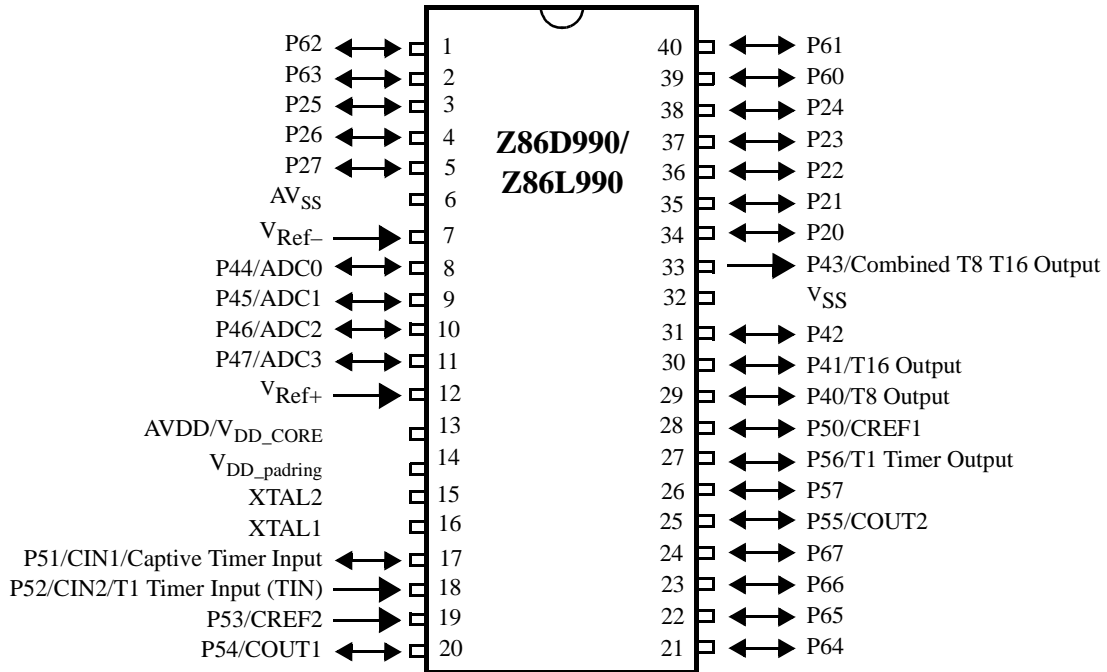 P62 1
P63 2
P25 3
P26 4
P27 5
AVSS 6
VRef– 7
P44/ADC0 8
P45/ADC1 9
P46/ADC2 10
P47/ADC3 11
VRef+ 12
AVDD/VDD_CORE 13
VDD_padring 14
XTAL2 15
XTAL1 16
P51/CIN1/Captive Timer Input 17
P52/CIN2/T1 Timer Input (TIN) 18
P53/CREF2 19
P54/COUT1 20
Z86D990/
Z86L990
40 P61
39 P60
38 P24
37 P23
36 P22
35 P21
34 P20
33 P43/Combined T8 T16 Output
32 VSS
31 P42
30 P41/T16 Output
29 P40/T8 Output
28 P50/CREF1
27 P56/T1 Timer Output
26 P57
25 P55/COUT2
24 P67
23 P66
22 P65
21 P64